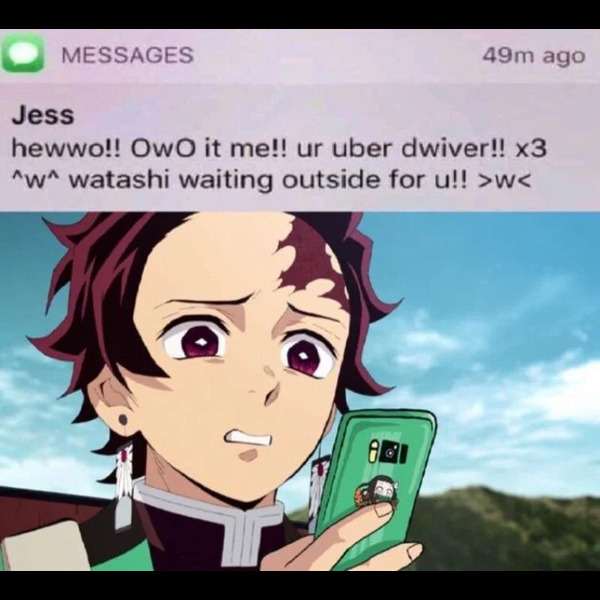 MESSAGES 49m ago
Jess
hewwo!! OwO it me!! ur uber dwiver!! x3
^w^ watashi waiting outside for u!! >w<